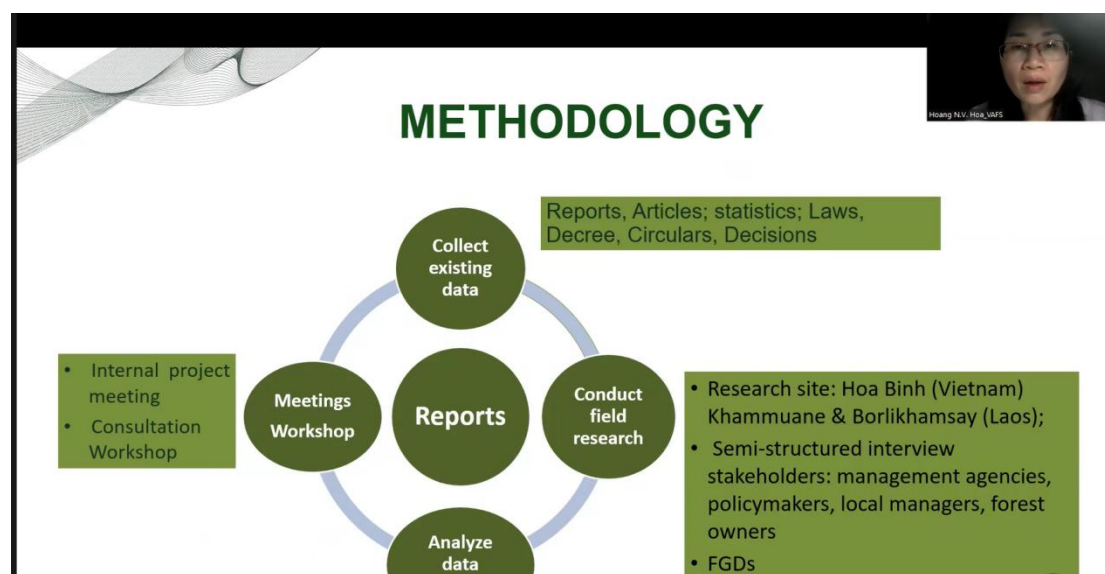 Hoang N.V. Hoa_VAFS
METHODOLOGY
Reports, Articles; statistics; Laws,
Decree, Circulars, Decisions
Collect
existing
data
• Internal project
meeting
• Consultation
Workshop
Meetings
Workshop
Reports
Conduct
field
research
• Research site: Hoa Binh (Vietnam)
Khammuane & Borlikhamsay (Laos);
• Semi-structured interview
stakeholders: management agencies,
policymakers, local managers, forest
owners
• FGDs
Analyze
data